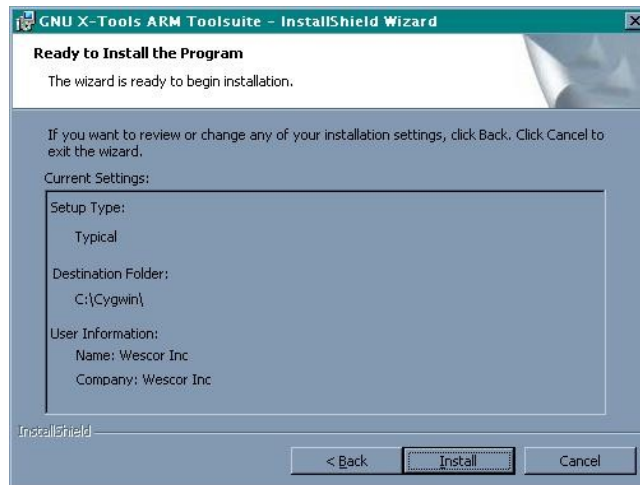 GNU X-Tools ARM Toolsuite - InstallShield Wizard
Ready to Install the Program
The wizard is ready to begin installation.
If you want to review or change any of your installation settings, click Back. Click Cancel to
exit the wizard.
Current Settings:
Setup Type:
Typical
Destination Folder:
C:\Cygwin\
User Information:
Name: Wescor Inc
Company: Wescor Inc
InstallShield
< Back
Install
Cancel